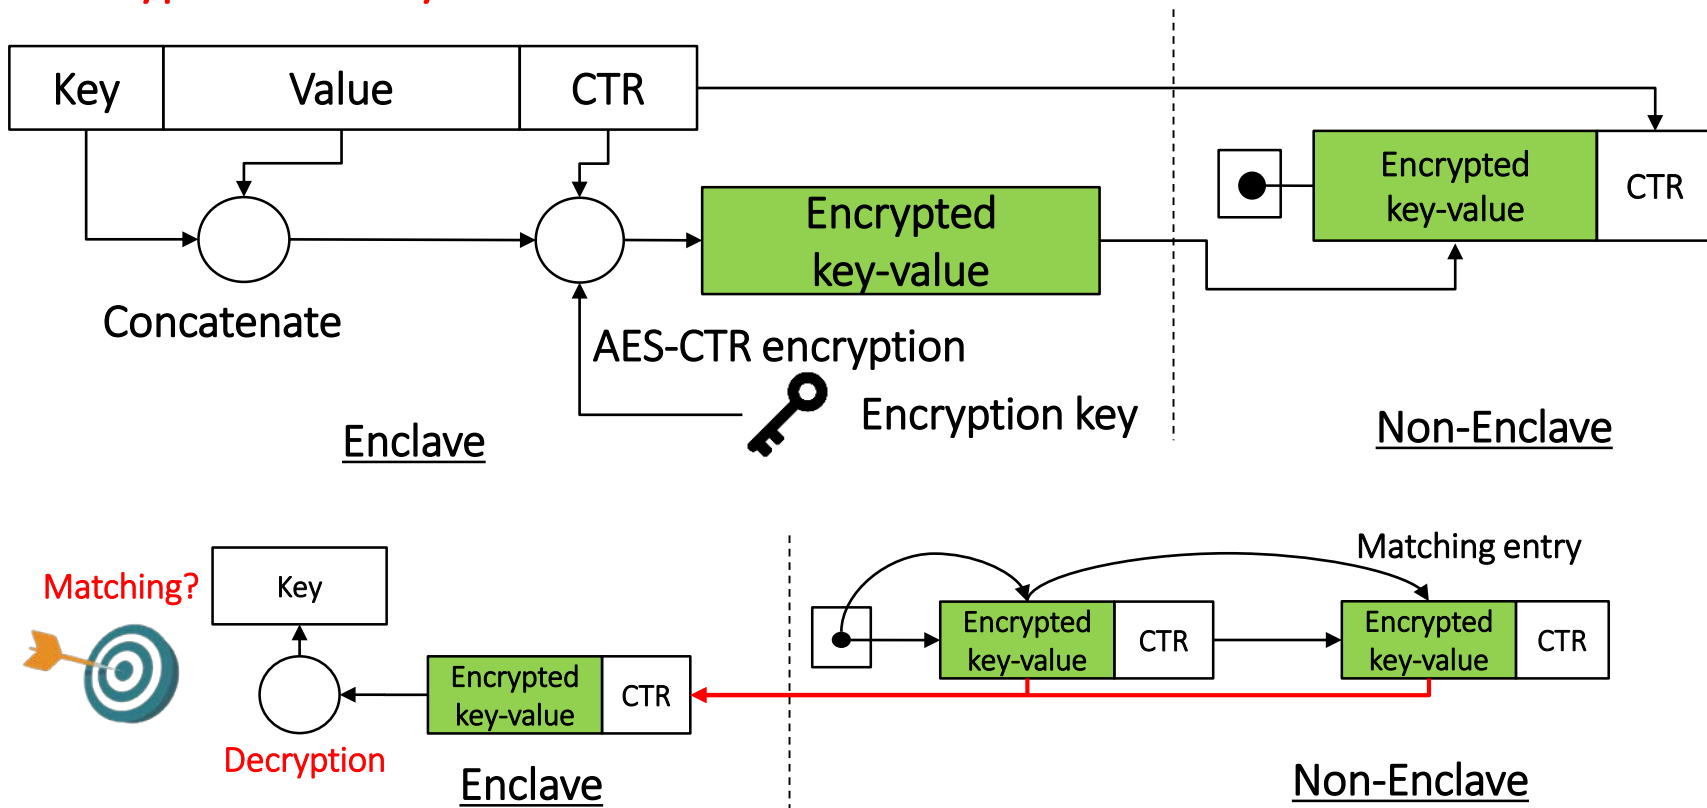 Key
Value
CTR
Encrypted
key-value
CTR
Encrypted
key-value
Concatenate
AES-CTR encryption
Encryption key
Enclave
Non-Enclave
Matching entry
Matching?
Key
Encrypted
key-value
CTR
Encrypted
key-value
CTR
Encrypted
key-value
CTR
Decryption
Enclave
Non-Enclave